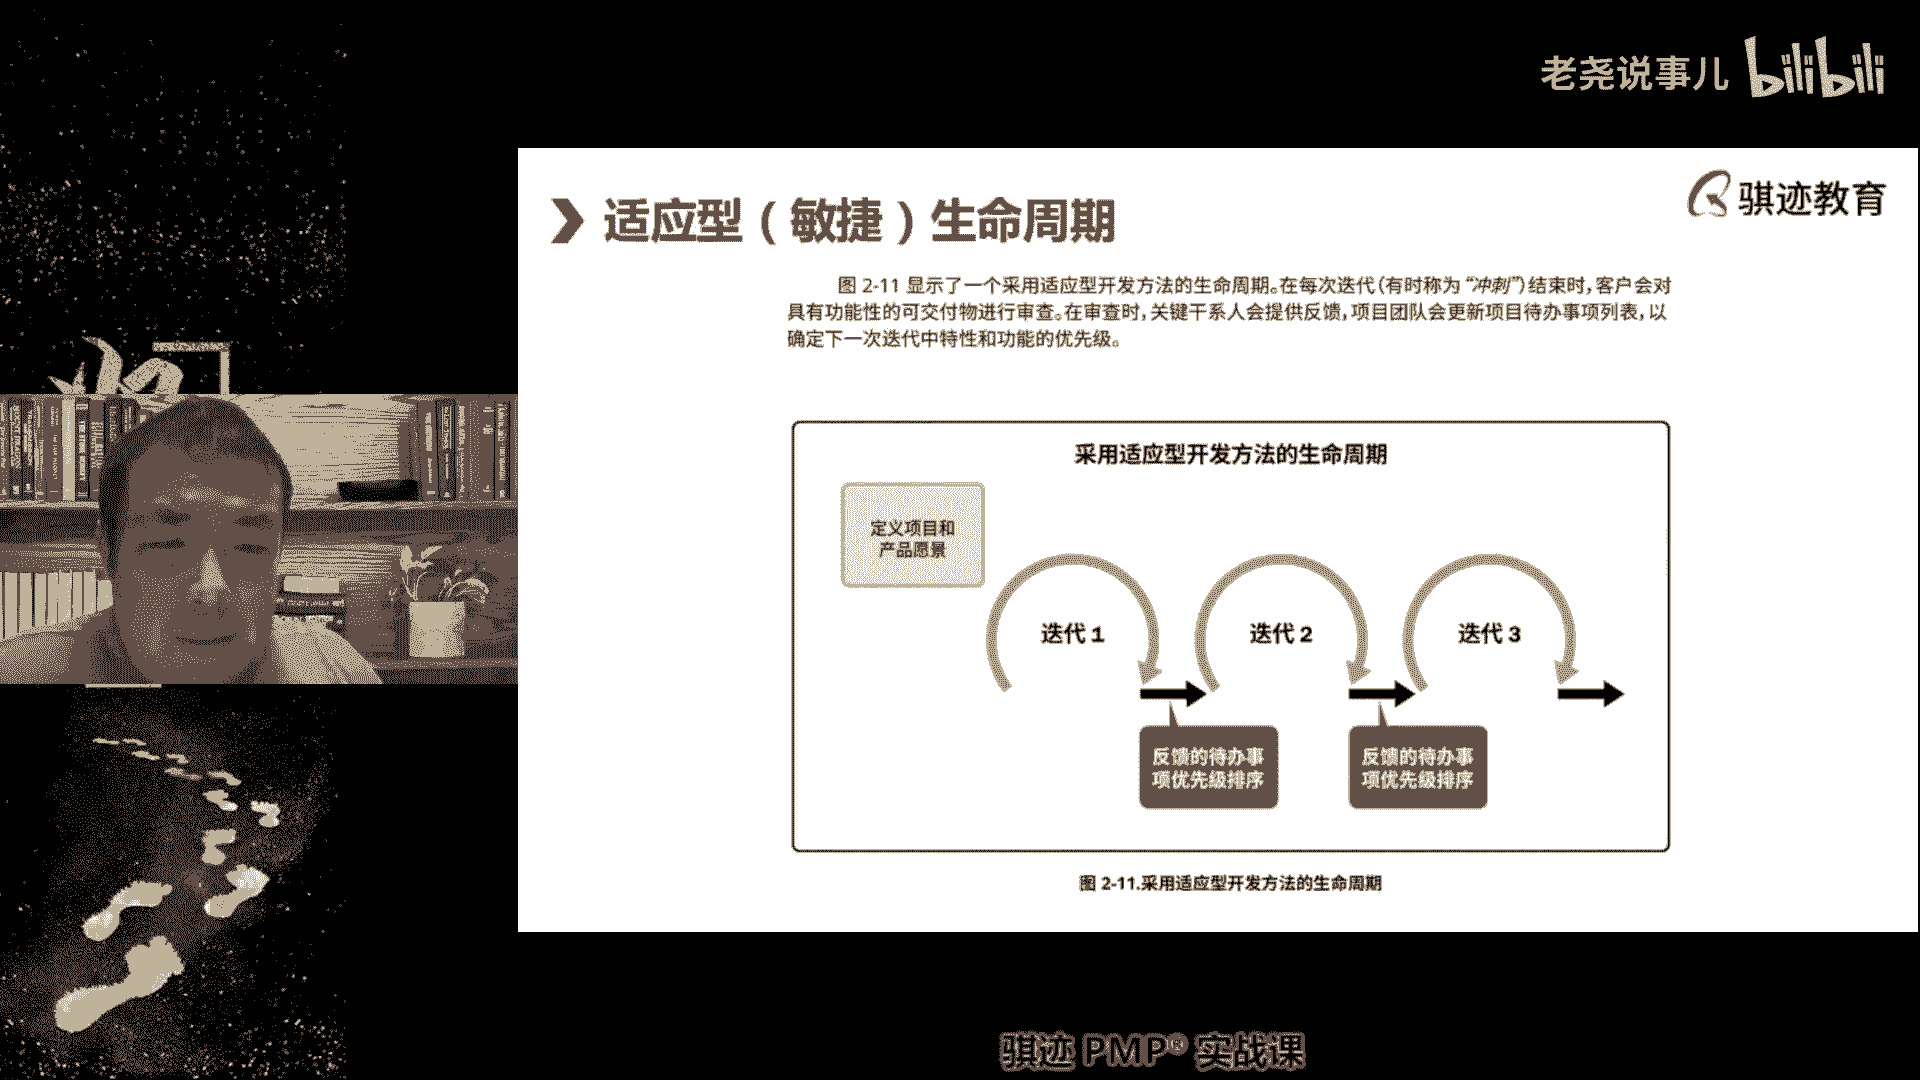 老尧说事儿 bilibili
骐迹教育
适应型（敏捷）生命周期
图 2-11 显示了一个采用适应型开发方法的生命周期。在每次迭代（有时称为 “冲刺”）结束时，客户会对
具有功能性的可交付物进行审查。在审查时，关键干系人会提供反馈，项目团队会更新项目待办事项列表，以
确定下一次迭代中特性和功能的优先级。
采用适应型开发方法的生命周期
定义项目和
产品愿景
迭代 1
迭代 2
迭代 3
反馈的待办事
项优先级排序
反馈的待办事
项优先级排序
图 2-11.采用适应型开发方法的生命周期
骐迹 PMP® 实战课